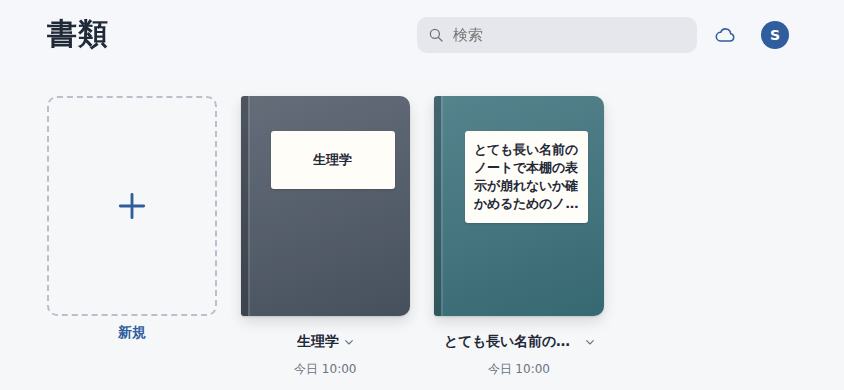 書類
検索
S
生理学
とても長い名前の
ノートで本棚の表
示が崩れないか確
かめるためのノ…
新規
生理学
とても長い名前の…
今日 10:00
今日 10:00